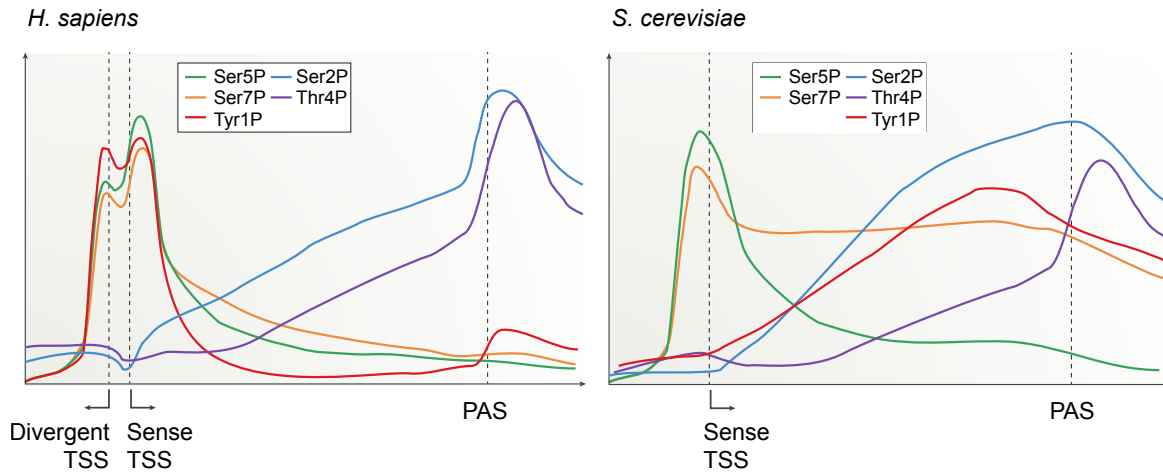 H. sapiens
Ser5P Ser2P
Ser7P Thr4P
Tyr1P
Divergent
TSS
Sense
TSS
PAS
S. cerevisiae
Ser5P Ser2P
Ser7P Thr4P
Tyr1P
Sense
TSS
PAS